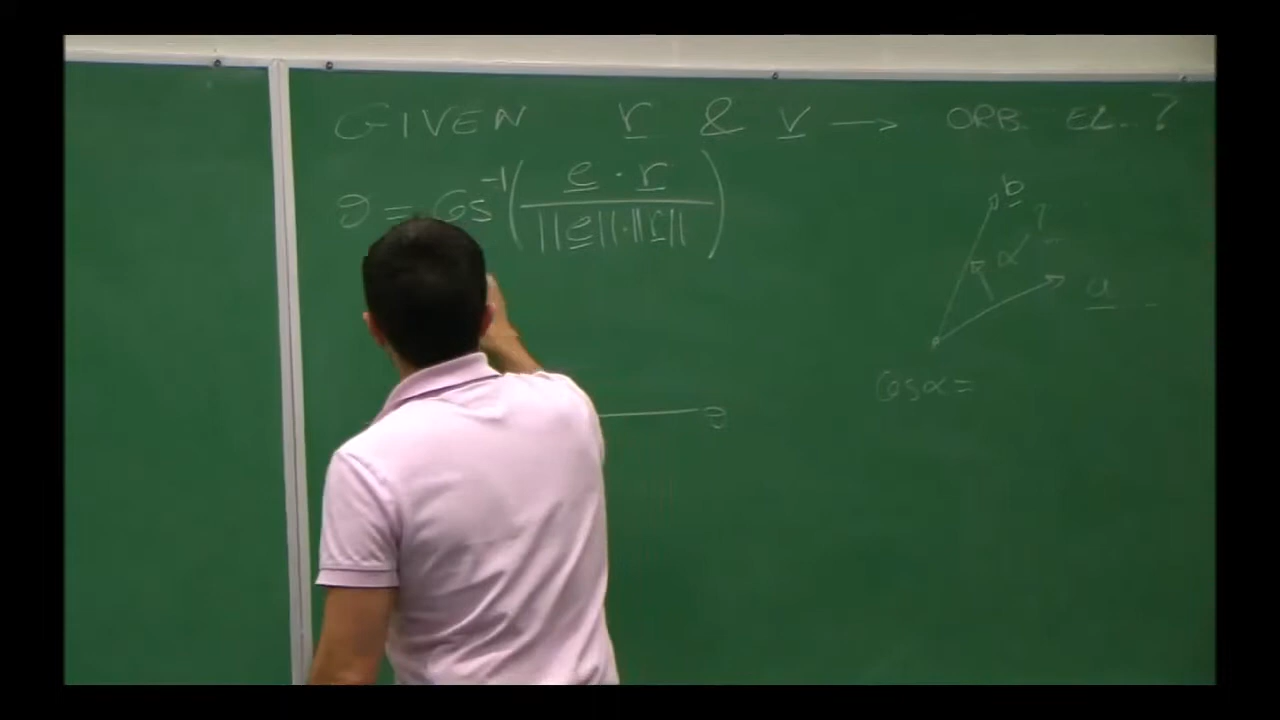 GIVEN r & v → ORB. EL. ?
θ = Cos⁻¹( e · r / ||e||·||r|| )
b
α ?
a
Cosα =
θ